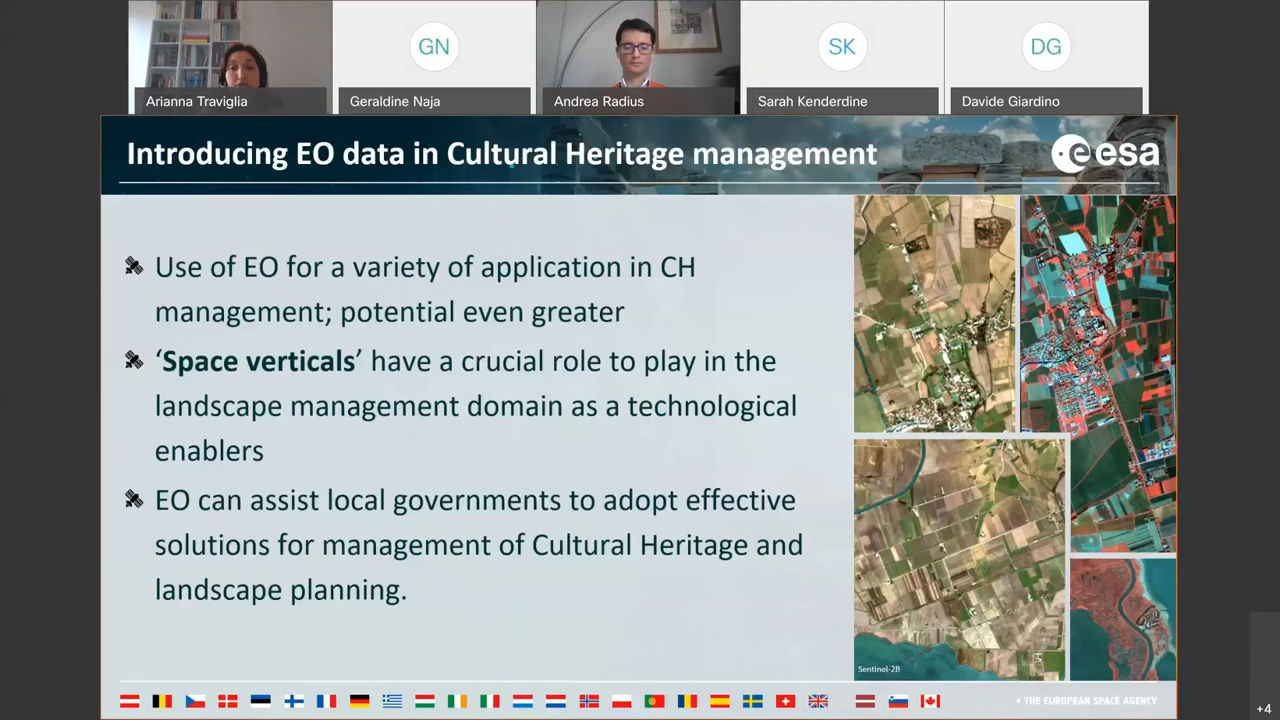 GN
SK
DG
Arianna Traviglia
Geraldine Naja
Andrea Radius
Sarah Kenderdine
Davide Giardino
Introducing EO data in Cultural Heritage management
esa
Use of EO for a variety of application in CH
management; potential even greater
‘Space verticals’ have a crucial role to play in the
landscape management domain as a technological
enablers
EO can assist local governments to adopt effective
solutions for management of Cultural Heritage and
landscape planning.
Sentinel-2B
THE EUROPEAN SPACE AGENCY
+4